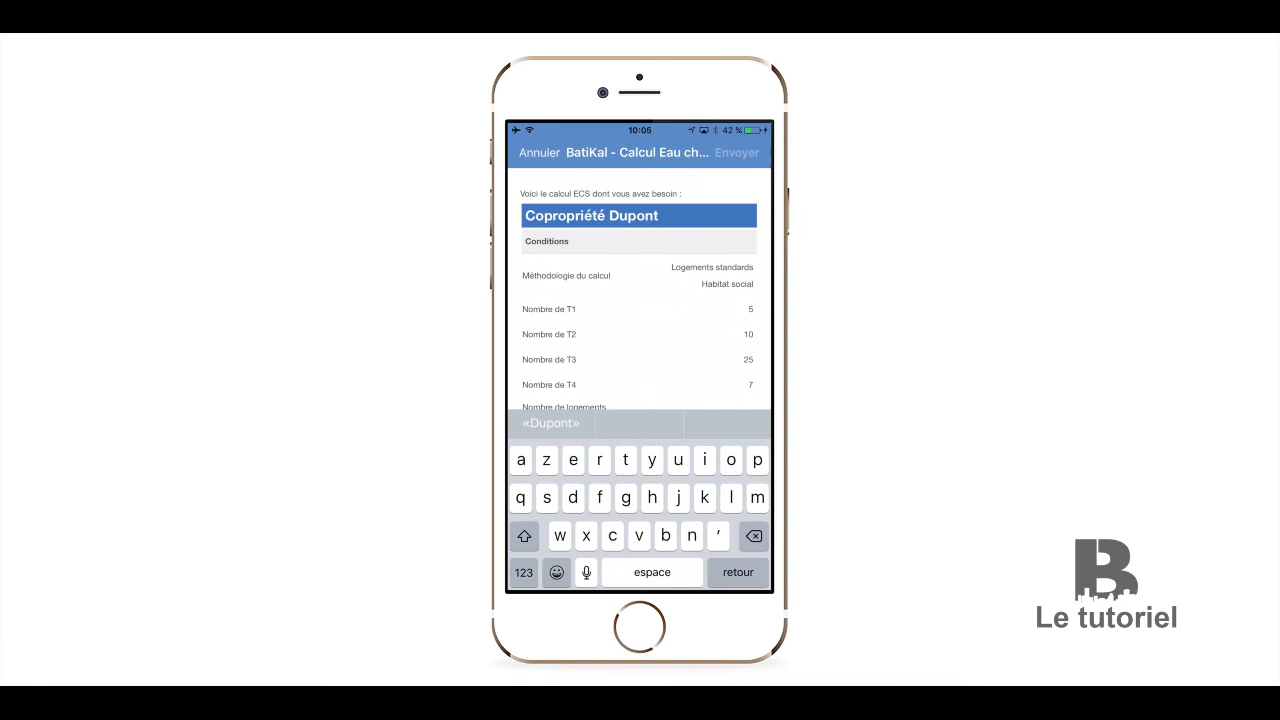 10:05
42 %
Annuler BatiKal - Calcul Eau ch... Envoyer
Voici le calcul ECS dont vous avez besoin :
Copropriété Dupont
Conditions
Méthodologie du calcul
Logements standards
Habitat social
Nombre de T1 5
Nombre de T2 10
Nombre de T3 25
Nombre de T4 7
Nombre de logements
«Dupont»
a z e r t y u i o p
q s d f g h j k l m
w x c v b n ’
123 espace retour
B
Le tutoriel